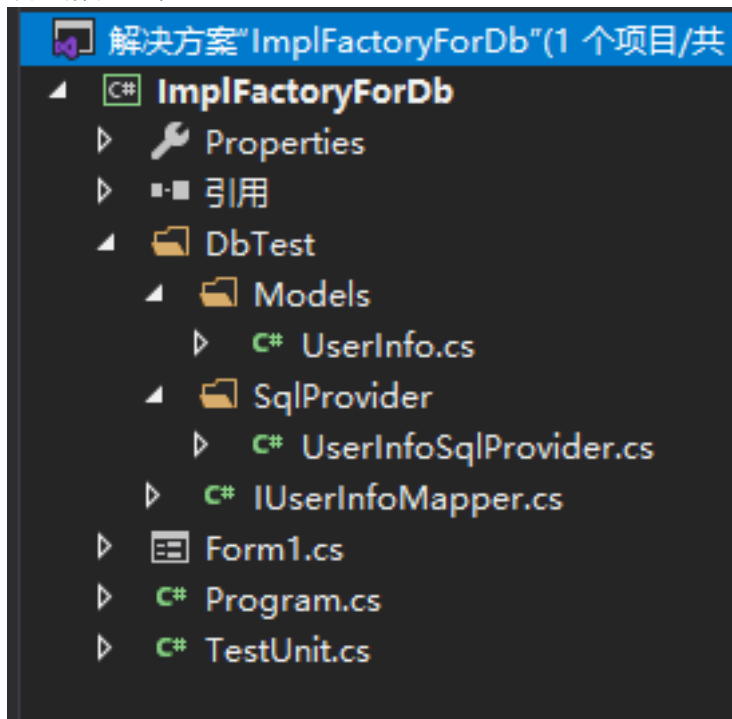 解决方案"ImplFactoryForDb"(1 个项目/共
C# ImplFactoryForDb
Properties
引用
DbTest
Models
C# UserInfo.cs
SqlProvider
C# UserInfoSqlProvider.cs
C# IUserInfoMapper.cs
Form1.cs
C# Program.cs
C# TestUnit.cs